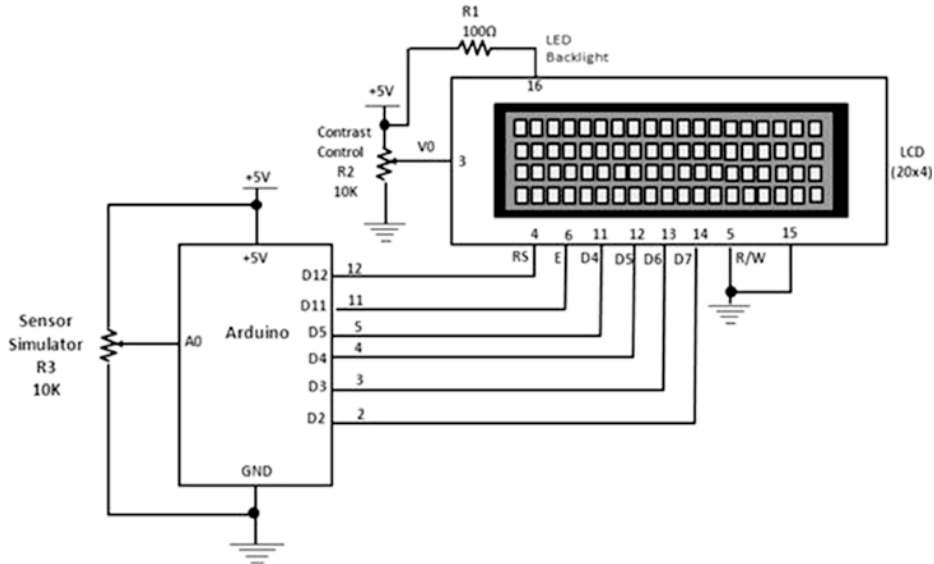 R1
100Ω
LED
Backlight
16
+5V
Contrast
Control
R2
10K
V0
3
LCD
(20x4)
4
6
11
12
13
14
5
15
RS
E
D4
D5
D6
D7
R/W
+5V
+5V
D12
12
D11
11
Sensor
Simulator
R3
10K
A0
Arduino
D5
5
D4
4
D3
3
D2
2
GND